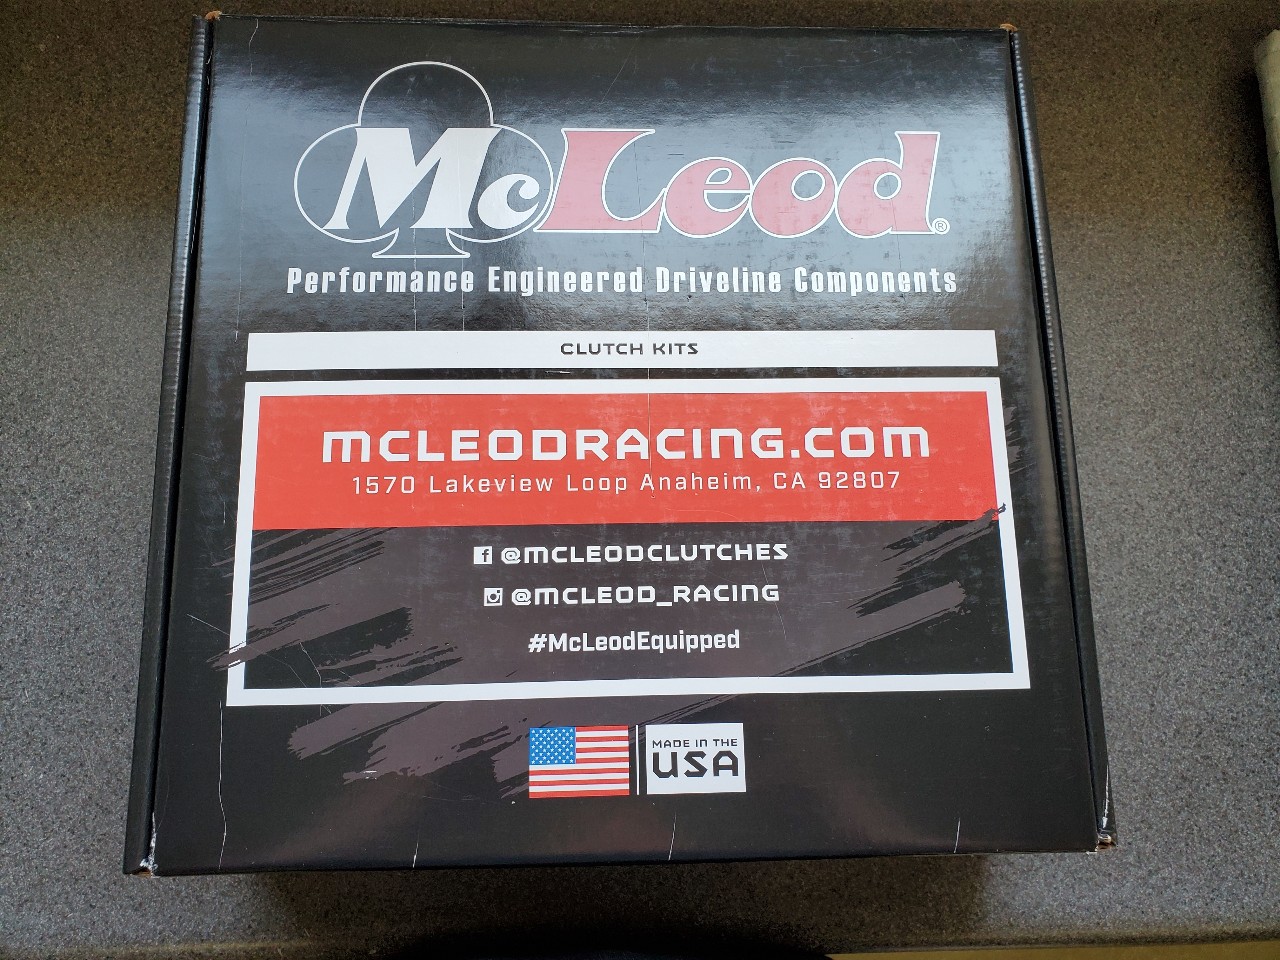 McLeod®
Performance Engineered Driveline Components
CLUTCH KITS
MCLEODRACING.COM
1570 Lakeview Loop Anaheim, CA 92807
@MCLEODCLUTCHES
@MCLEOD_RACING
#McLeodEquipped
MADE IN THE
USA